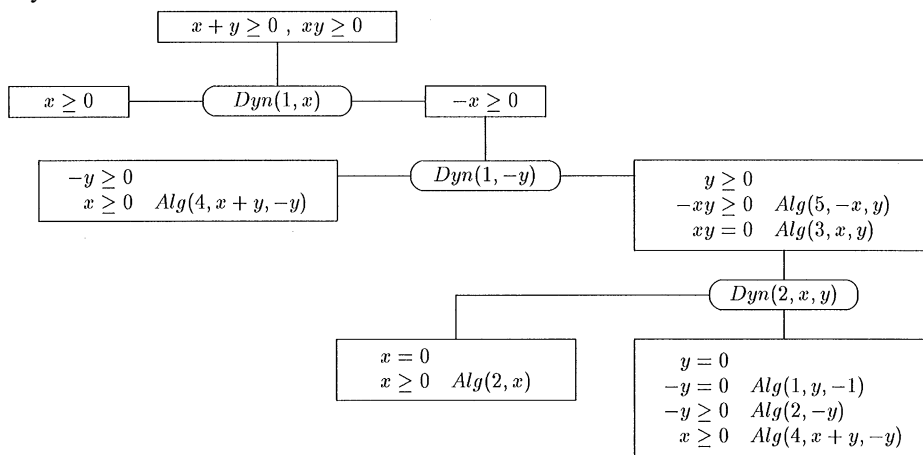 x + y ≥ 0 , xy ≥ 0
x ≥ 0
Dyn(1, x)
−x ≥ 0
−y ≥ 0
x ≥ 0 Alg(4, x + y, −y)
Dyn(1, −y)
y ≥ 0
−xy ≥ 0 Alg(5, −x, y)
xy = 0 Alg(3, x, y)
Dyn(2, x, y)
x = 0
x ≥ 0 Alg(2, x)
y = 0
−y = 0 Alg(1, y, −1)
−y ≥ 0 Alg(2, −y)
x ≥ 0 Alg(4, x + y, −y)